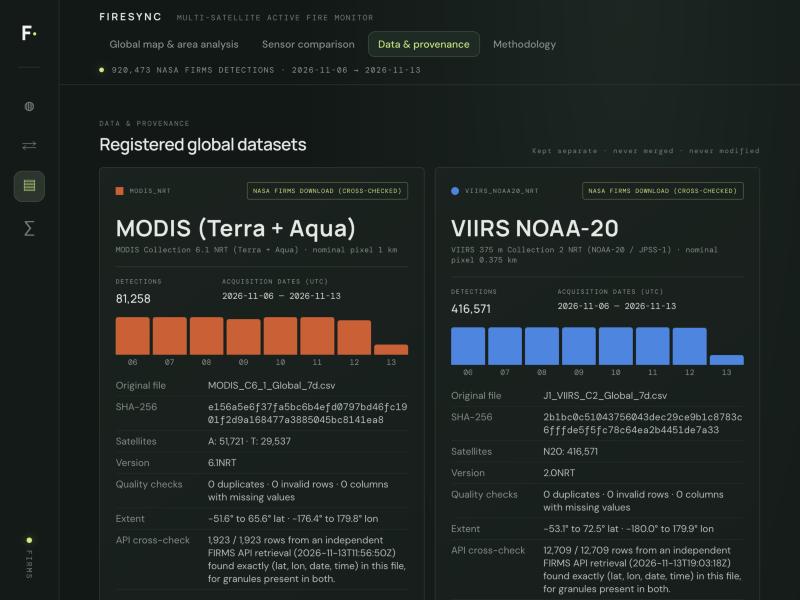 F·
FIRESYNC MULTI-SATELLITE ACTIVE FIRE MONITOR
Global map & area analysis Sensor comparison Data & provenance Methodology
920,473 NASA FIRMS DETECTIONS · 2026-11-06 → 2026-11-13
DATA & PROVENANCE
Registered global datasets
Kept separate · never merged · never modified
MODIS_NRT NASA FIRMS DOWNLOAD (CROSS-CHECKED)
MODIS (Terra + Aqua)
MODIS Collection 6.1 NRT (Terra + Aqua) · nominal pixel 1 km
DETECTIONS ACQUISITION DATES (UTC)
81,258 2026-11-06 — 2026-11-13
06 07 08 09 10 11 12 13
Original file MODIS_C6_1_Global_7d.csv
SHA-256 e156a5e6f37fa5bc6b4efd0797bd46fc19
01f2d9a168477a3885045bc8141ea8
Satellites A: 51,721 · T: 29,537
Version 6.1NRT
Quality checks 0 duplicates · 0 invalid rows · 0 columns
with missing values
Extent −51.6° to 65.6° lat · −176.4° to 179.8° lon
API cross-check 1,923 / 1,923 rows from an independent
FIRMS API retrieval (2026-11-13T11:56:50Z)
found exactly (lat, lon, date, time) in this file,
for granules present in both.
VIIRS_NOAA20_NRT NASA FIRMS DOWNLOAD (CROSS-CHECKED)
VIIRS NOAA-20
VIIRS 375 m Collection 2 NRT (NOAA-20 / JPSS-1) · nominal
pixel 0.375 km
DETECTIONS ACQUISITION DATES (UTC)
416,571 2026-11-06 — 2026-11-13
06 07 08 09 10 11 12 13
Original file J1_VIIRS_C2_Global_7d.csv
SHA-256 2b1bc0c51043756043dec29ce9b1c8783c
6fffde5f5fc78c64ea2b4451de7a33
Satellites N20: 416,571
Version 2.0NRT
Quality checks 0 duplicates · 0 invalid rows · 0 columns
with missing values
Extent −53.1° to 72.5° lat · −180.0° to 179.9° lon
API cross-check 12,709 / 12,709 rows from an independent
FIRMS API retrieval (2026-11-13T19:03:18Z)
found exactly (lat, lon, date, time) in this file,
for granules present in both.
FIRMS